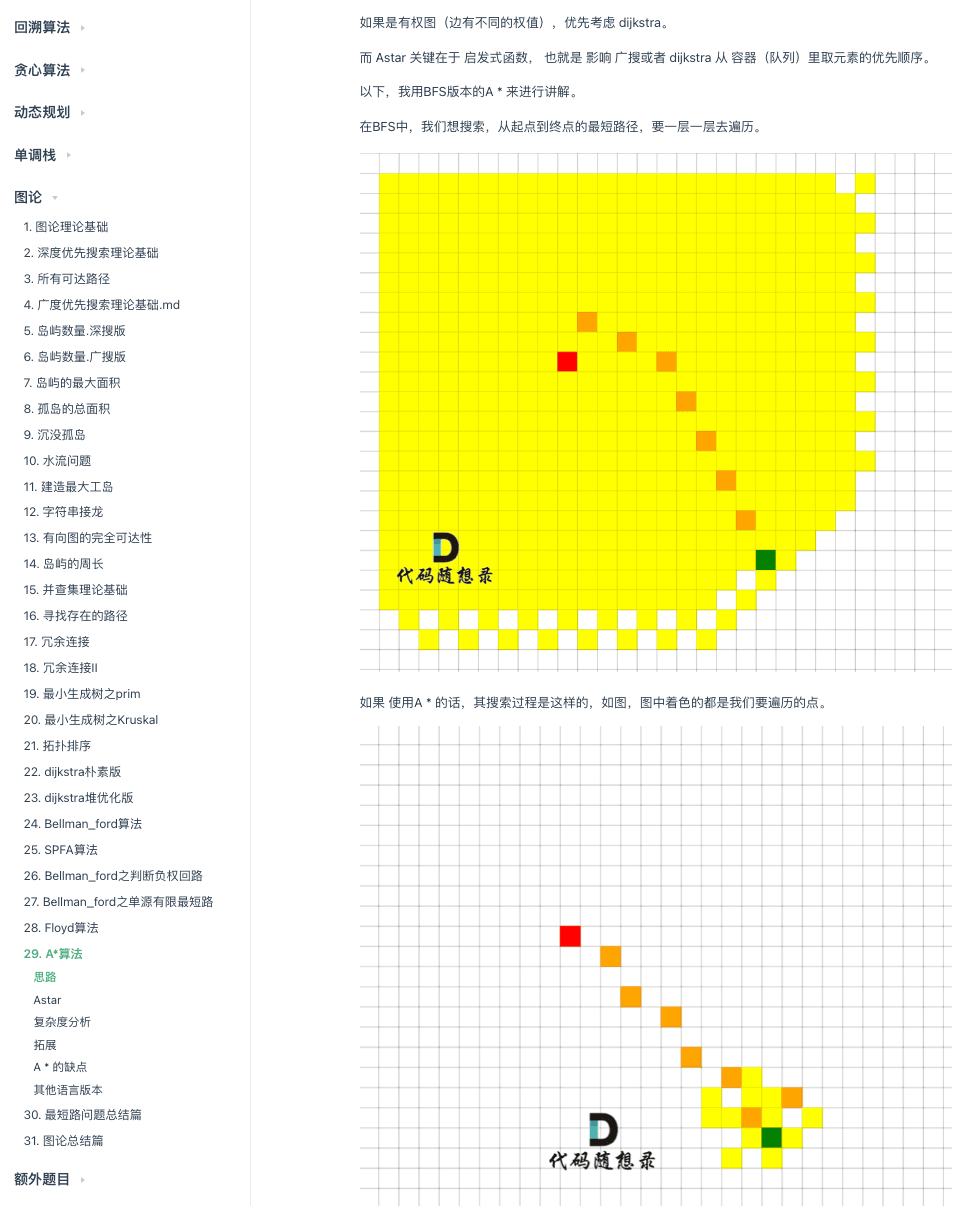 回溯算法
贪心算法
动态规划
单调栈
图论
1. 图论理论基础
2. 深度优先搜索理论基础
3. 所有可达路径
4. 广度优先搜索理论基础.md
5. 岛屿数量.深搜版
6. 岛屿数量.广搜版
7. 岛屿的最大面积
8. 孤岛的总面积
9. 沉没孤岛
10. 水流问题
11. 建造最大工岛
12. 字符串接龙
13. 有向图的完全可达性
14. 岛屿的周长
15. 并查集理论基础
16. 寻找存在的路径
17. 冗余连接
18. 冗余连接II
19. 最小生成树之prim
20. 最小生成树之Kruskal
21. 拓扑排序
22. dijkstra朴素版
23. dijkstra堆优化版
24. Bellman_ford算法
25. SPFA算法
26. Bellman_ford之判断负权回路
27. Bellman_ford之单源有限最短路
28. Floyd算法
29. A*算法
思路
Astar
复杂度分析
拓展
A * 的缺点
其他语言版本
30. 最短路问题总结篇
31. 图论总结篇
额外题目
如果是有权图（边有不同的权值），优先考虑 dijkstra。
而 Astar 关键在于 启发式函数， 也就是 影响 广搜或者 dijkstra 从 容器（队列）里取元素的优先顺序。
以下，我用BFS版本的A * 来进行讲解。
在BFS中，我们想搜索，从起点到终点的最短路径，要一层一层去遍历。
代码随想录
如果 使用A * 的话，其搜索过程是这样的，如图，图中着色的都是我们要遍历的点。
代码随想录